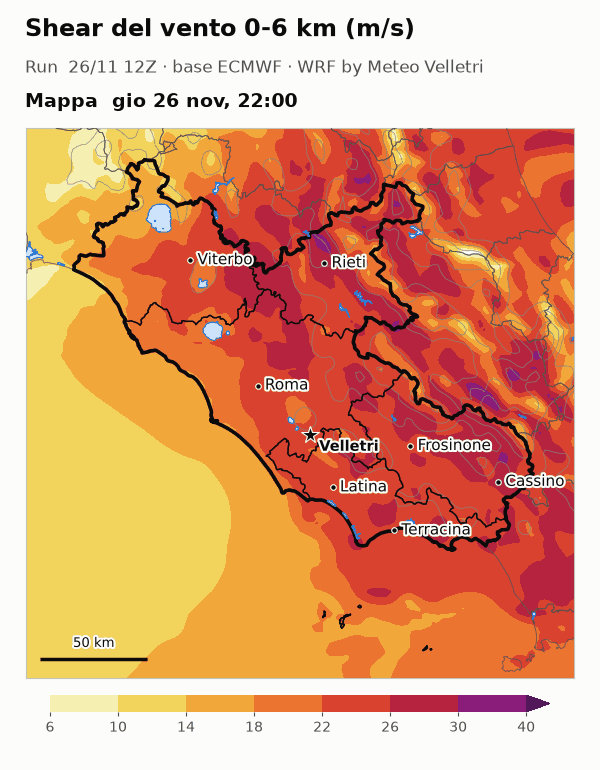 Shear del vento 0-6 km (m/s)
Run  26/11 12Z · base ECMWF · WRF by Meteo Velletri
Mappa  gio 26 nov, 22:00
Viterbo
Rieti
Roma
Velletri
Frosinone
Cassino
Latina
Terracina
50 km
6 10 14 18 22 26 30 40